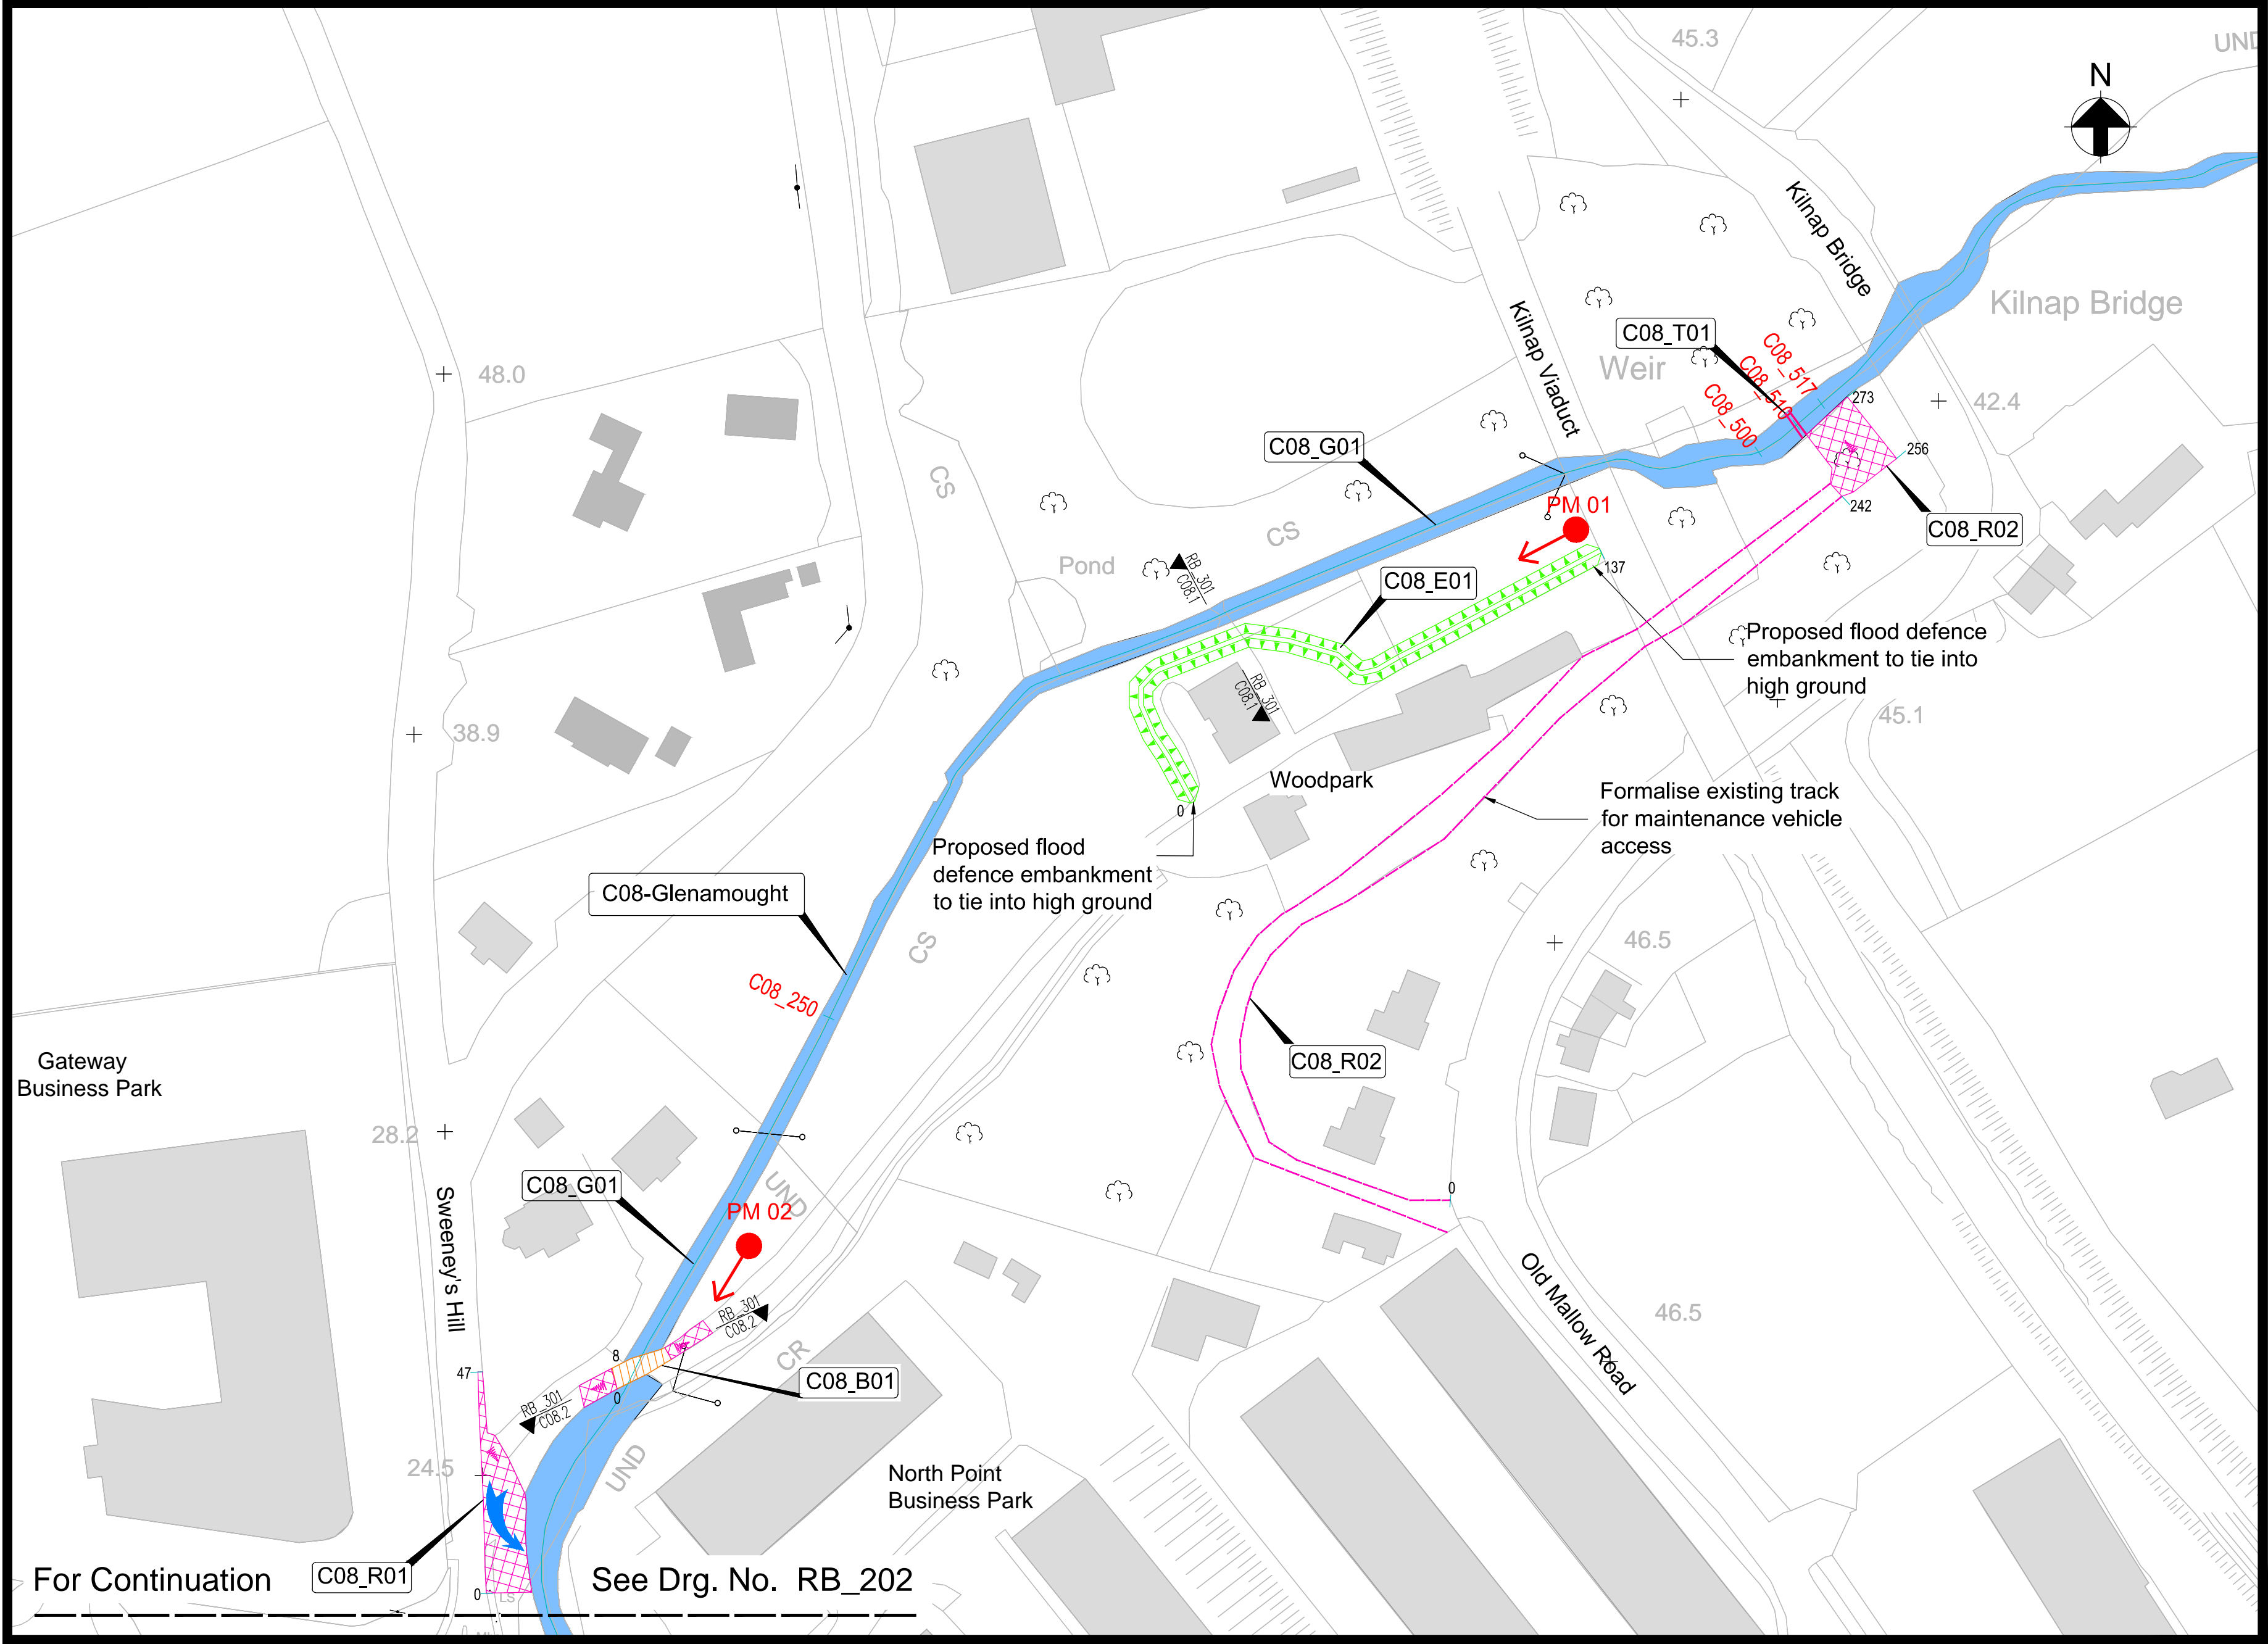 45.3
UND
N
Kilnap Bridge
Kilnap Bridge
Kilnap Viaduct
C08_T01
Weir
C08_517
C08_510
C08_500
273
42.4
256
242
C08_R02
48.0
C08_G01
CS
CS
PM 01
Pond
RB_301
C08.1
C08_E01
137
Proposed flood defence
embankment to tie into
high ground
RB_301
C08.1
45.1
38.9
Woodpark
0
Formalise existing track
for maintenance vehicle
access
Proposed flood
defence embankment
to tie into high ground
C08-Glenamought
CS
46.5
C08_250
C08_R02
Gateway
Business Park
28.2
C08_G01
UND
PM 02
0
Sweeney's Hill
Old Mallow Road
46.5
RB_301
C08.2
8
0
CR
C08_B01
47
RB_301
C08.2
24.5
UND
North Point
Business Park
C08_R01
0
LS
For Continuation See Drg. No. RB_202